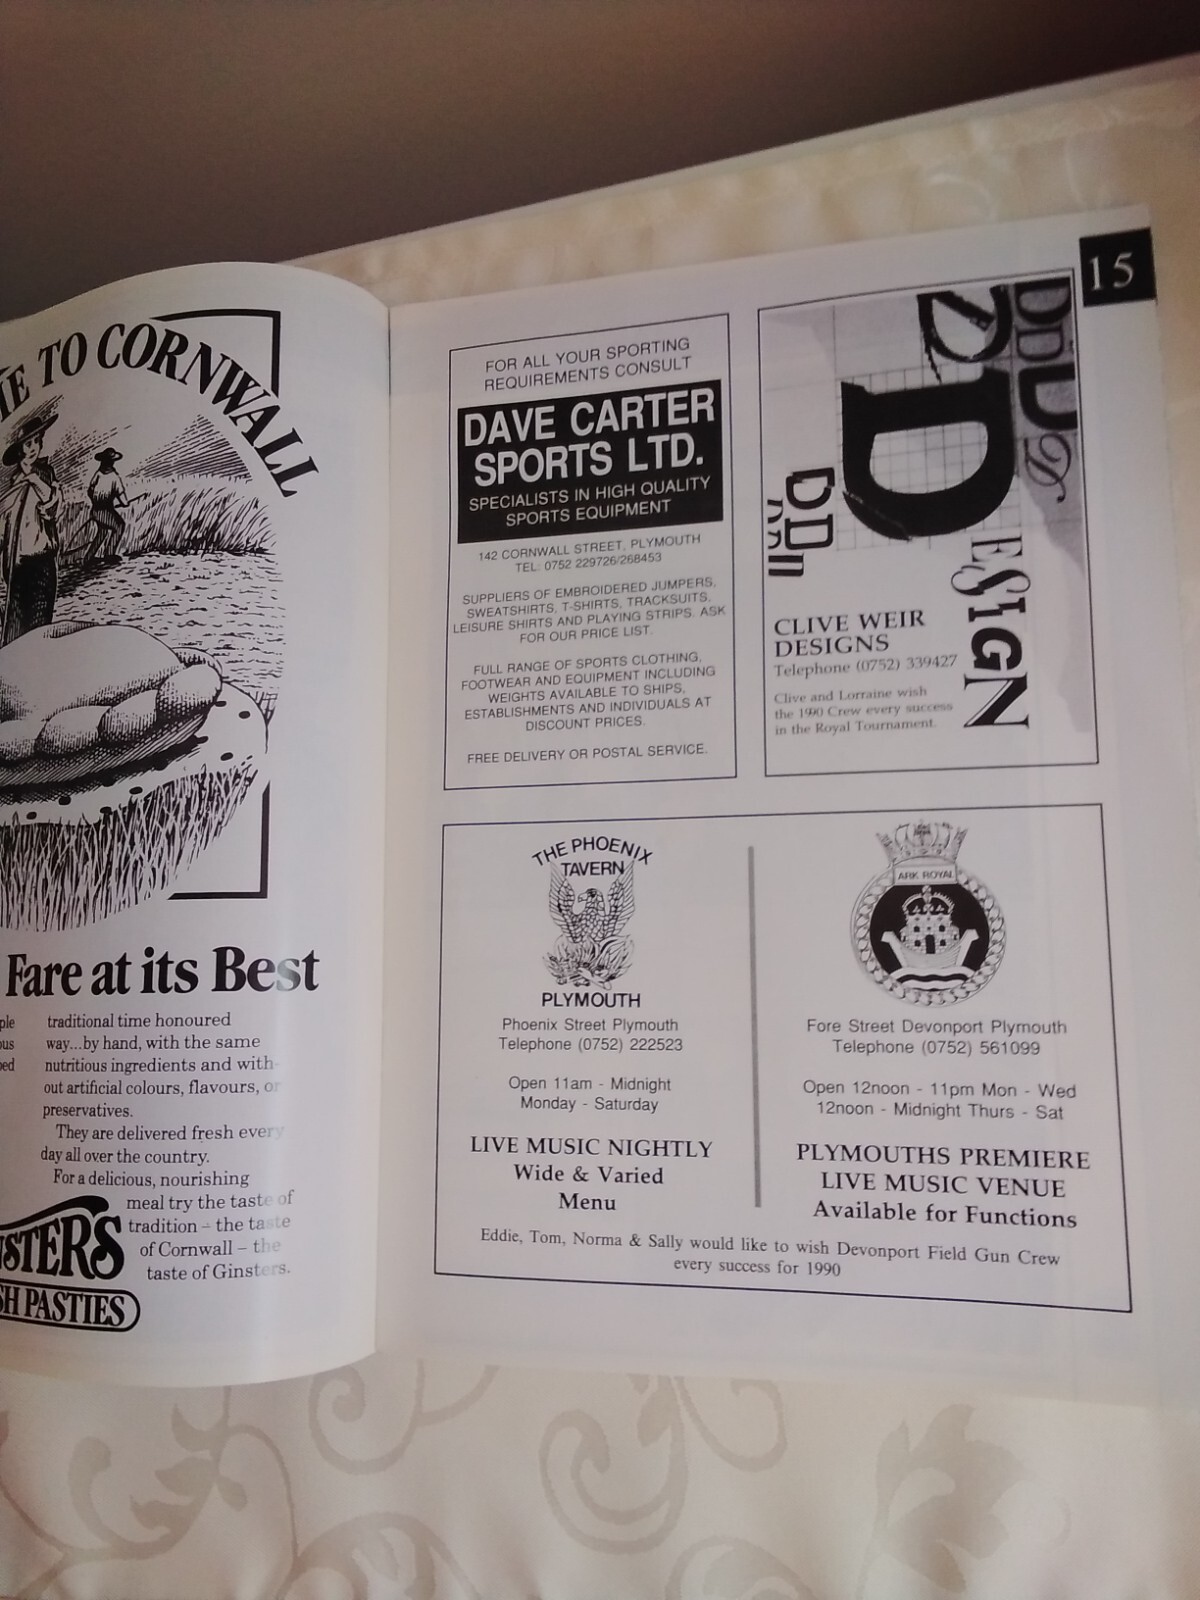 TO CORNWALL
Fare at its Best
traditional time honoured
way...by hand, with the same
nutritious ingredients and with-
out artificial colours, flavours, or
preservatives.
They are delivered fresh every
day all over the country.
For a delicious, nourishing
meal try the taste of
tradition – the taste
of Cornwall – the
taste of Ginsters.
PASTIES
15
FOR ALL YOUR SPORTING
REQUIREMENTS CONSULT
DAVE CARTER
SPORTS LTD.
SPECIALISTS IN HIGH QUALITY
SPORTS EQUIPMENT
142 CORNWALL STREET, PLYMOUTH
TEL: 0752 229726/268453
SUPPLIERS OF EMBROIDERED JUMPERS,
SWEATSHIRTS, T-SHIRTS, TRACKSUITS,
LEISURE SHIRTS AND PLAYING STRIPS. ASK
FOR OUR PRICE LIST.
FULL RANGE OF SPORTS CLOTHING,
FOOTWEAR AND EQUIPMENT INCLUDING
WEIGHTS AVAILABLE TO SHIPS,
ESTABLISHMENTS AND INDIVIDUALS AT
DISCOUNT PRICES.
FREE DELIVERY OR POSTAL SERVICE.
DESIGN
CLIVE WEIR
DESIGNS
Telephone (0752) 339427
Clive and Lorraine wish
the 1990 Crew every success
in the Royal Tournament.
THE PHOENIX
TAVERN
PLYMOUTH
Phoenix Street Plymouth
Telephone (0752) 222523
Open 11am - Midnight
Monday - Saturday
LIVE MUSIC NIGHTLY
Wide & Varied
Menu
ARK ROYAL
Fore Street Devonport Plymouth
Telephone (0752) 561099
Open 12noon - 11pm Mon - Wed
12noon - Midnight Thurs - Sat
PLYMOUTHS PREMIERE
LIVE MUSIC VENUE
Available for Functions
Eddie, Tom, Norma & Sally would like to wish Devonport Field Gun Crew
every success for 1990